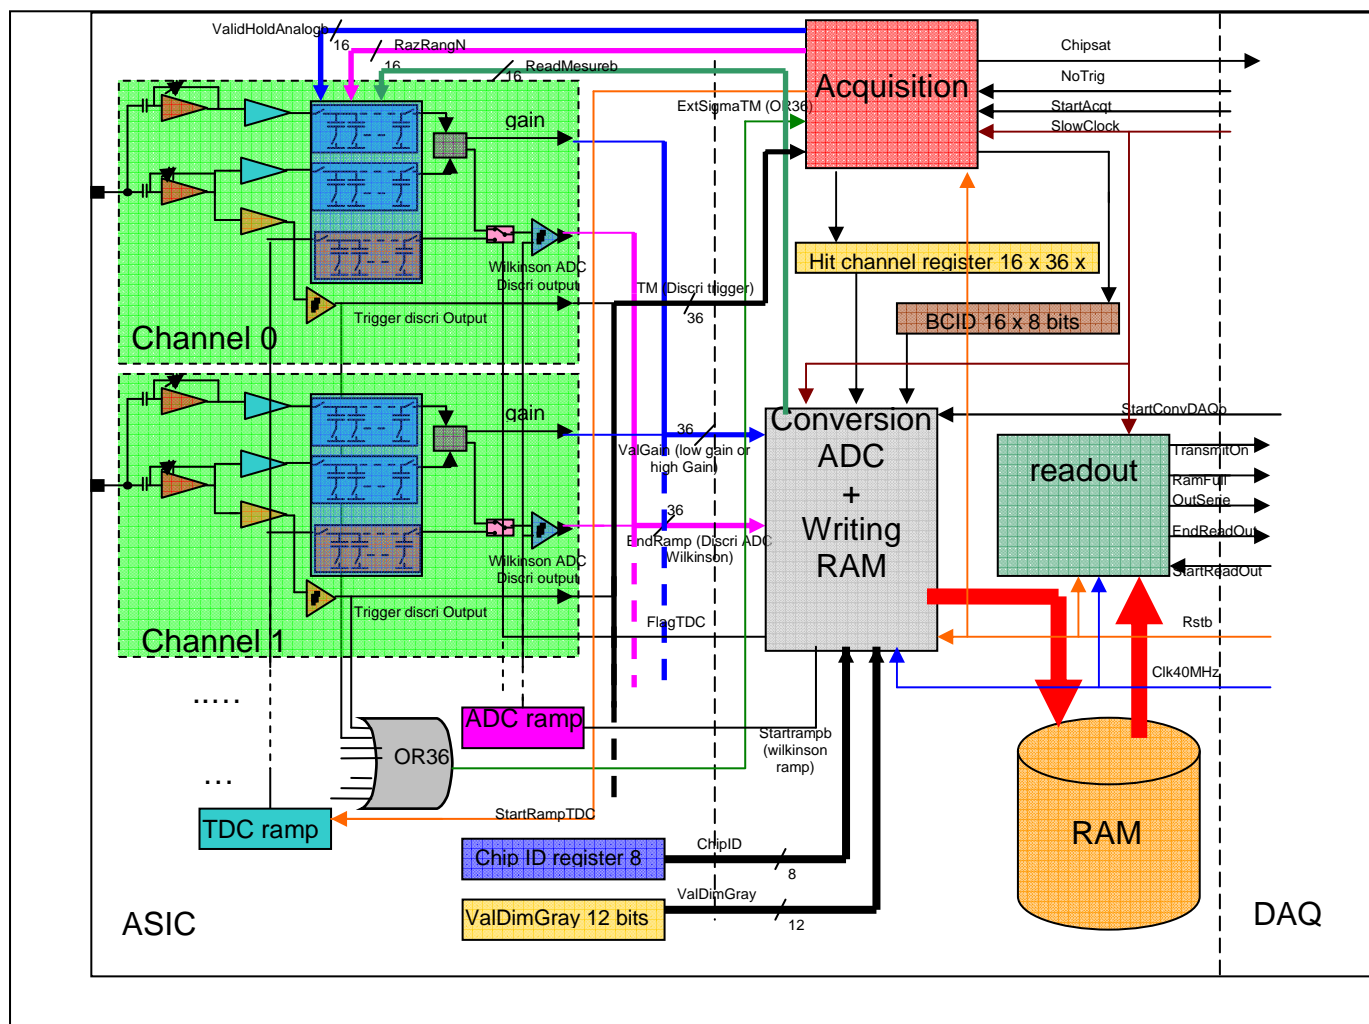 ValidHoldAnalogb
16
RazRangN
16
ReadMesureb
16
Acquisition
Chipsat
NoTrig
StartAcqt
SlowClock
ExtSigmaTM (OR36)
gain
Wilkinson ADC
Discri output
Trigger discri Output
Channel 0
TM (Discri trigger)
36
Hit channel register 16 x 36 x
BCID 16 x 8 bits
gain
Wilkinson ADC
Discri output
Trigger discri Output
Channel 1
36
ValGain (low gain or
high Gain)
36
EndRamp (Discri ADC
Wilkinson)
FlagTDC
Conversion
ADC
+
Writing
RAM
StartConvDAQb
readout
TransmitOn
RamFull
OutSerie
EndReadOut
StartReadOut
Rstb
Clk40MHz
.....
...
OR36
ADC ramp
Startrampb
(wilkinson
ramp)
TDC ramp
StartRampTDC
Chip ID register 8
ChipID
8
ValDimGray 12 bits
ValDimGray
12
RAM
ASIC
DAQ